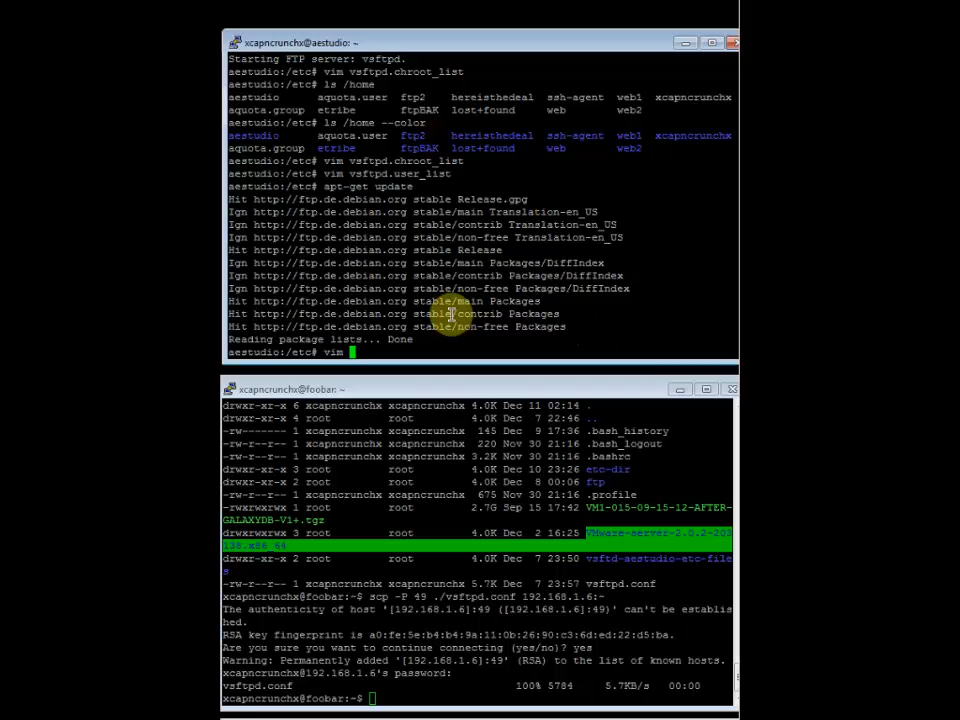 xcapncrunchx@aestudio: ~
Starting FTP server: vsftpd.
aestudio:/etc# vim vsftpd.chroot_list
aestudio:/etc# ls /home
aestudio aquota.user ftp2 hereisthedeal ssh-agent web1 xcapncrunchx
aquota.group etribe ftpBAK lost+found web web2
aestudio:/etc# ls /home --color
aestudio aquota.user ftp2 hereisthedeal ssh-agent web1 xcapncrunchx
aquota.group etribe ftpBAK lost+found web web2
aestudio:/etc# vim vsftpd.chroot_list
aestudio:/etc# vim vsftpd.user_list
aestudio:/etc# apt-get update
Hit http://ftp.de.debian.org stable Release.gpg
Ign http://ftp.de.debian.org stable/main Translation-en_US
Ign http://ftp.de.debian.org stable/contrib Translation-en_US
Ign http://ftp.de.debian.org stable/non-free Translation-en_US
Hit http://ftp.de.debian.org stable Release
Ign http://ftp.de.debian.org stable/main Packages/DiffIndex
Ign http://ftp.de.debian.org stable/contrib Packages/DiffIndex
Ign http://ftp.de.debian.org stable/non-free Packages/DiffIndex
Hit http://ftp.de.debian.org stable/main Packages
Hit http://ftp.de.debian.org stable/contrib Packages
Hit http://ftp.de.debian.org stable/non-free Packages
Reading package lists... Done
aestudio:/etc# vim
xcapncrunchx@foobar: ~
drwxr-xr-x 6 xcapncrunchx xcapncrunchx 4.0K Dec 11 02:14 .
drwxr-xr-x 4 root root 4.0K Dec 7 22:46 ..
-rw------- 1 xcapncrunchx xcapncrunchx 145 Dec 9 17:36 .bash_history
-rw-r--r-- 1 xcapncrunchx xcapncrunchx 220 Nov 30 21:16 .bash_logout
-rw-r--r-- 1 xcapncrunchx xcapncrunchx 3.2K Nov 30 21:16 .bashrc
drwxr-xr-x 3 root root 4.0K Dec 10 23:26 etc-dir
drwxr-xr-x 2 root root 4.0K Dec 8 00:06 ftp
-rw-r--r-- 1 xcapncrunchx xcapncrunchx 675 Nov 30 21:16 .profile
-rwxrwxrwx 1 root root 2.7G Sep 15 17:42 VM1-015-09-15-12-AFTER-
GALAXYDB-V1+.tgz
drwxrwxrwx 3 root root 4.0K Dec 2 16:25 VMware-server-2.0.2-203
138.x86_64
drwxr-xr-x 2 root root 4.0K Dec 7 23:50 vsftd-aestudio-etc-file
s
-rw-r--r-- 1 xcapncrunchx xcapncrunchx 5.7K Dec 7 23:57 vsftpd.conf
xcapncrunchx@foobar:~$ scp -P 49 ./vsftpd.conf 192.168.1.6:~
The authenticity of host '[192.168.1.6]:49 ([192.168.1.6]:49)' can't be establis
hed.
RSA key fingerprint is a0:fe:5e:b4:b4:9a:11:0b:26:90:c3:6d:ed:22:d5:ba.
Are you sure you want to continue connecting (yes/no)? yes
Warning: Permanently added '[192.168.1.6]:49' (RSA) to the list of known hosts.
xcapncrunchx@192.168.1.6's password:
vsftpd.conf 100% 5784 5.7KB/s 00:00
xcapncrunchx@foobar:~$